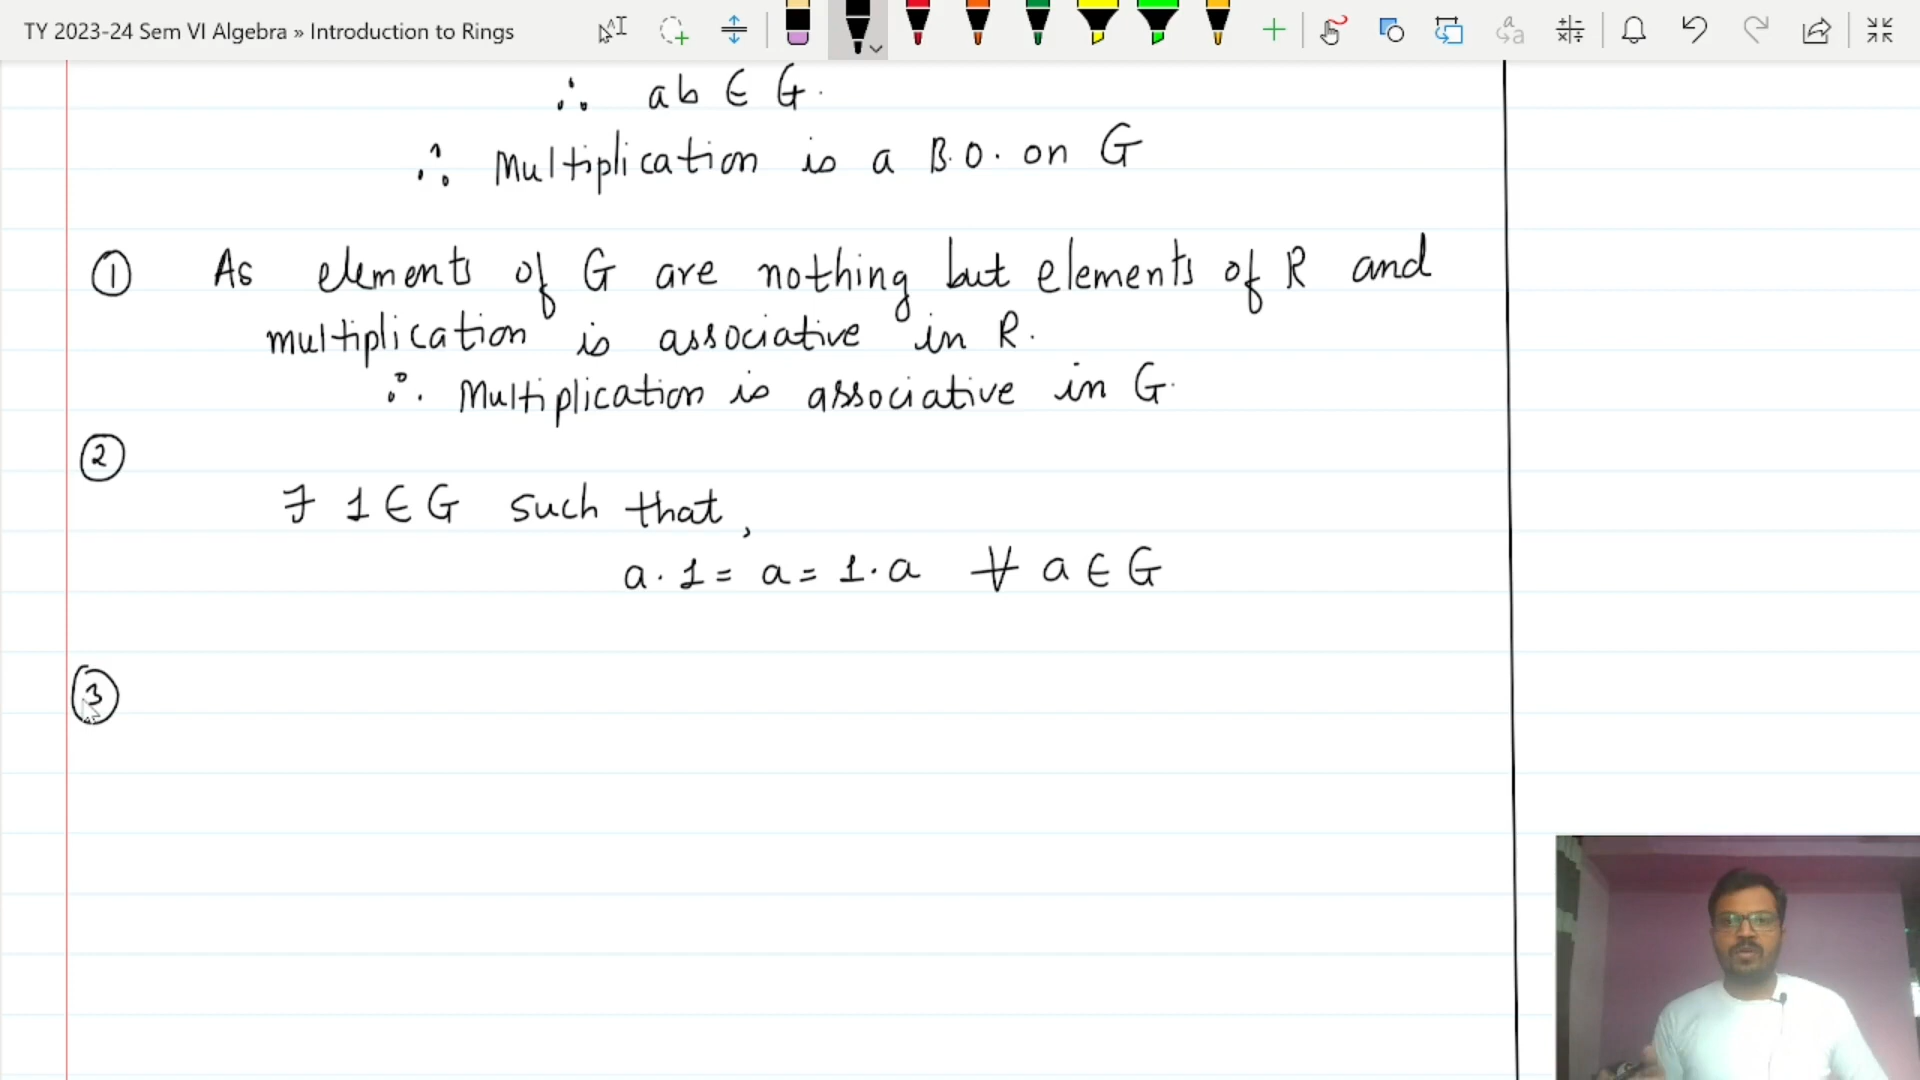 TY 2023-24 Sem VI Algebra » Introduction to Rings
∴ ab ∈ G.
∴ Multiplication is a B.O. on G
① As elements of G are nothing but elements of R and
multiplication is associative in R.
∴ Multiplication is associative in G.
②
∃ 1 ∈ G such that,
a · 1 = a = 1 · a ∀ a ∈ G
③